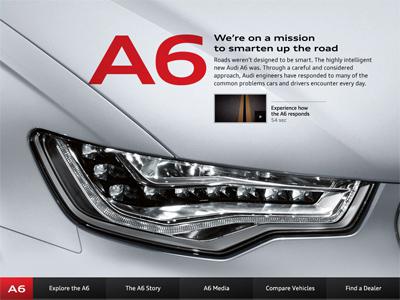 A6
We're on a mission
to smarten up the road
Roads weren't designed to be smart. The highly intelligent
new Audi A6 was. Through a careful and considered
approach, Audi engineers have responded to many of the
common problems cars and drivers encounter every day.
Experience how
the A6 responds
54 sec
A6
Explore the A6
The A6 Story
A6 Media
Compare Vehicles
Find a Dealer